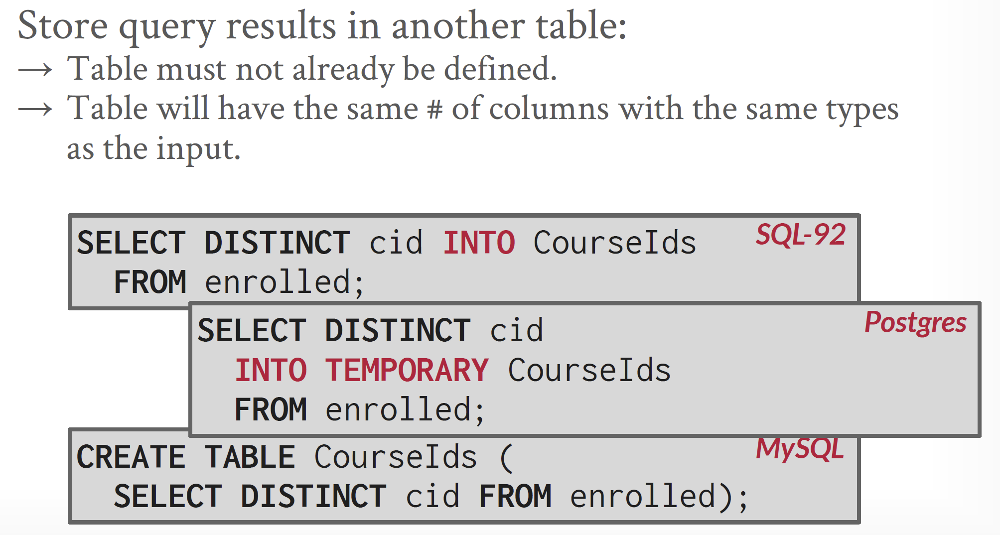 Store query results in another table:
→ Table must not already be defined.
→ Table will have the same # of columns with the same types
as the input.
SELECT DISTINCT cid INTO CourseIds
FROM enrolled;
SQL-92
SELECT DISTINCT cid
INTO TEMPORARY CourseIds
FROM enrolled;
Postgres
CREATE TABLE CourseIds (
SELECT DISTINCT cid FROM enrolled);
MySQL